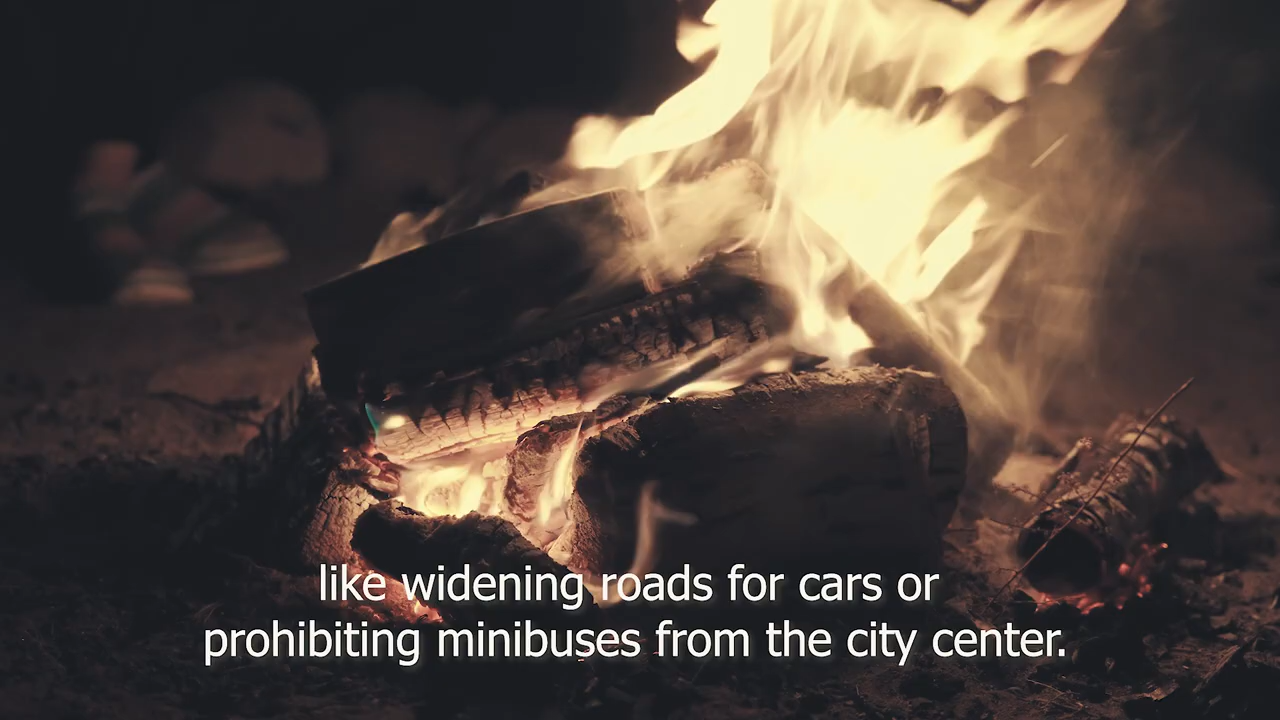 like widening roads for cars or
prohibiting minibuses from the city center.